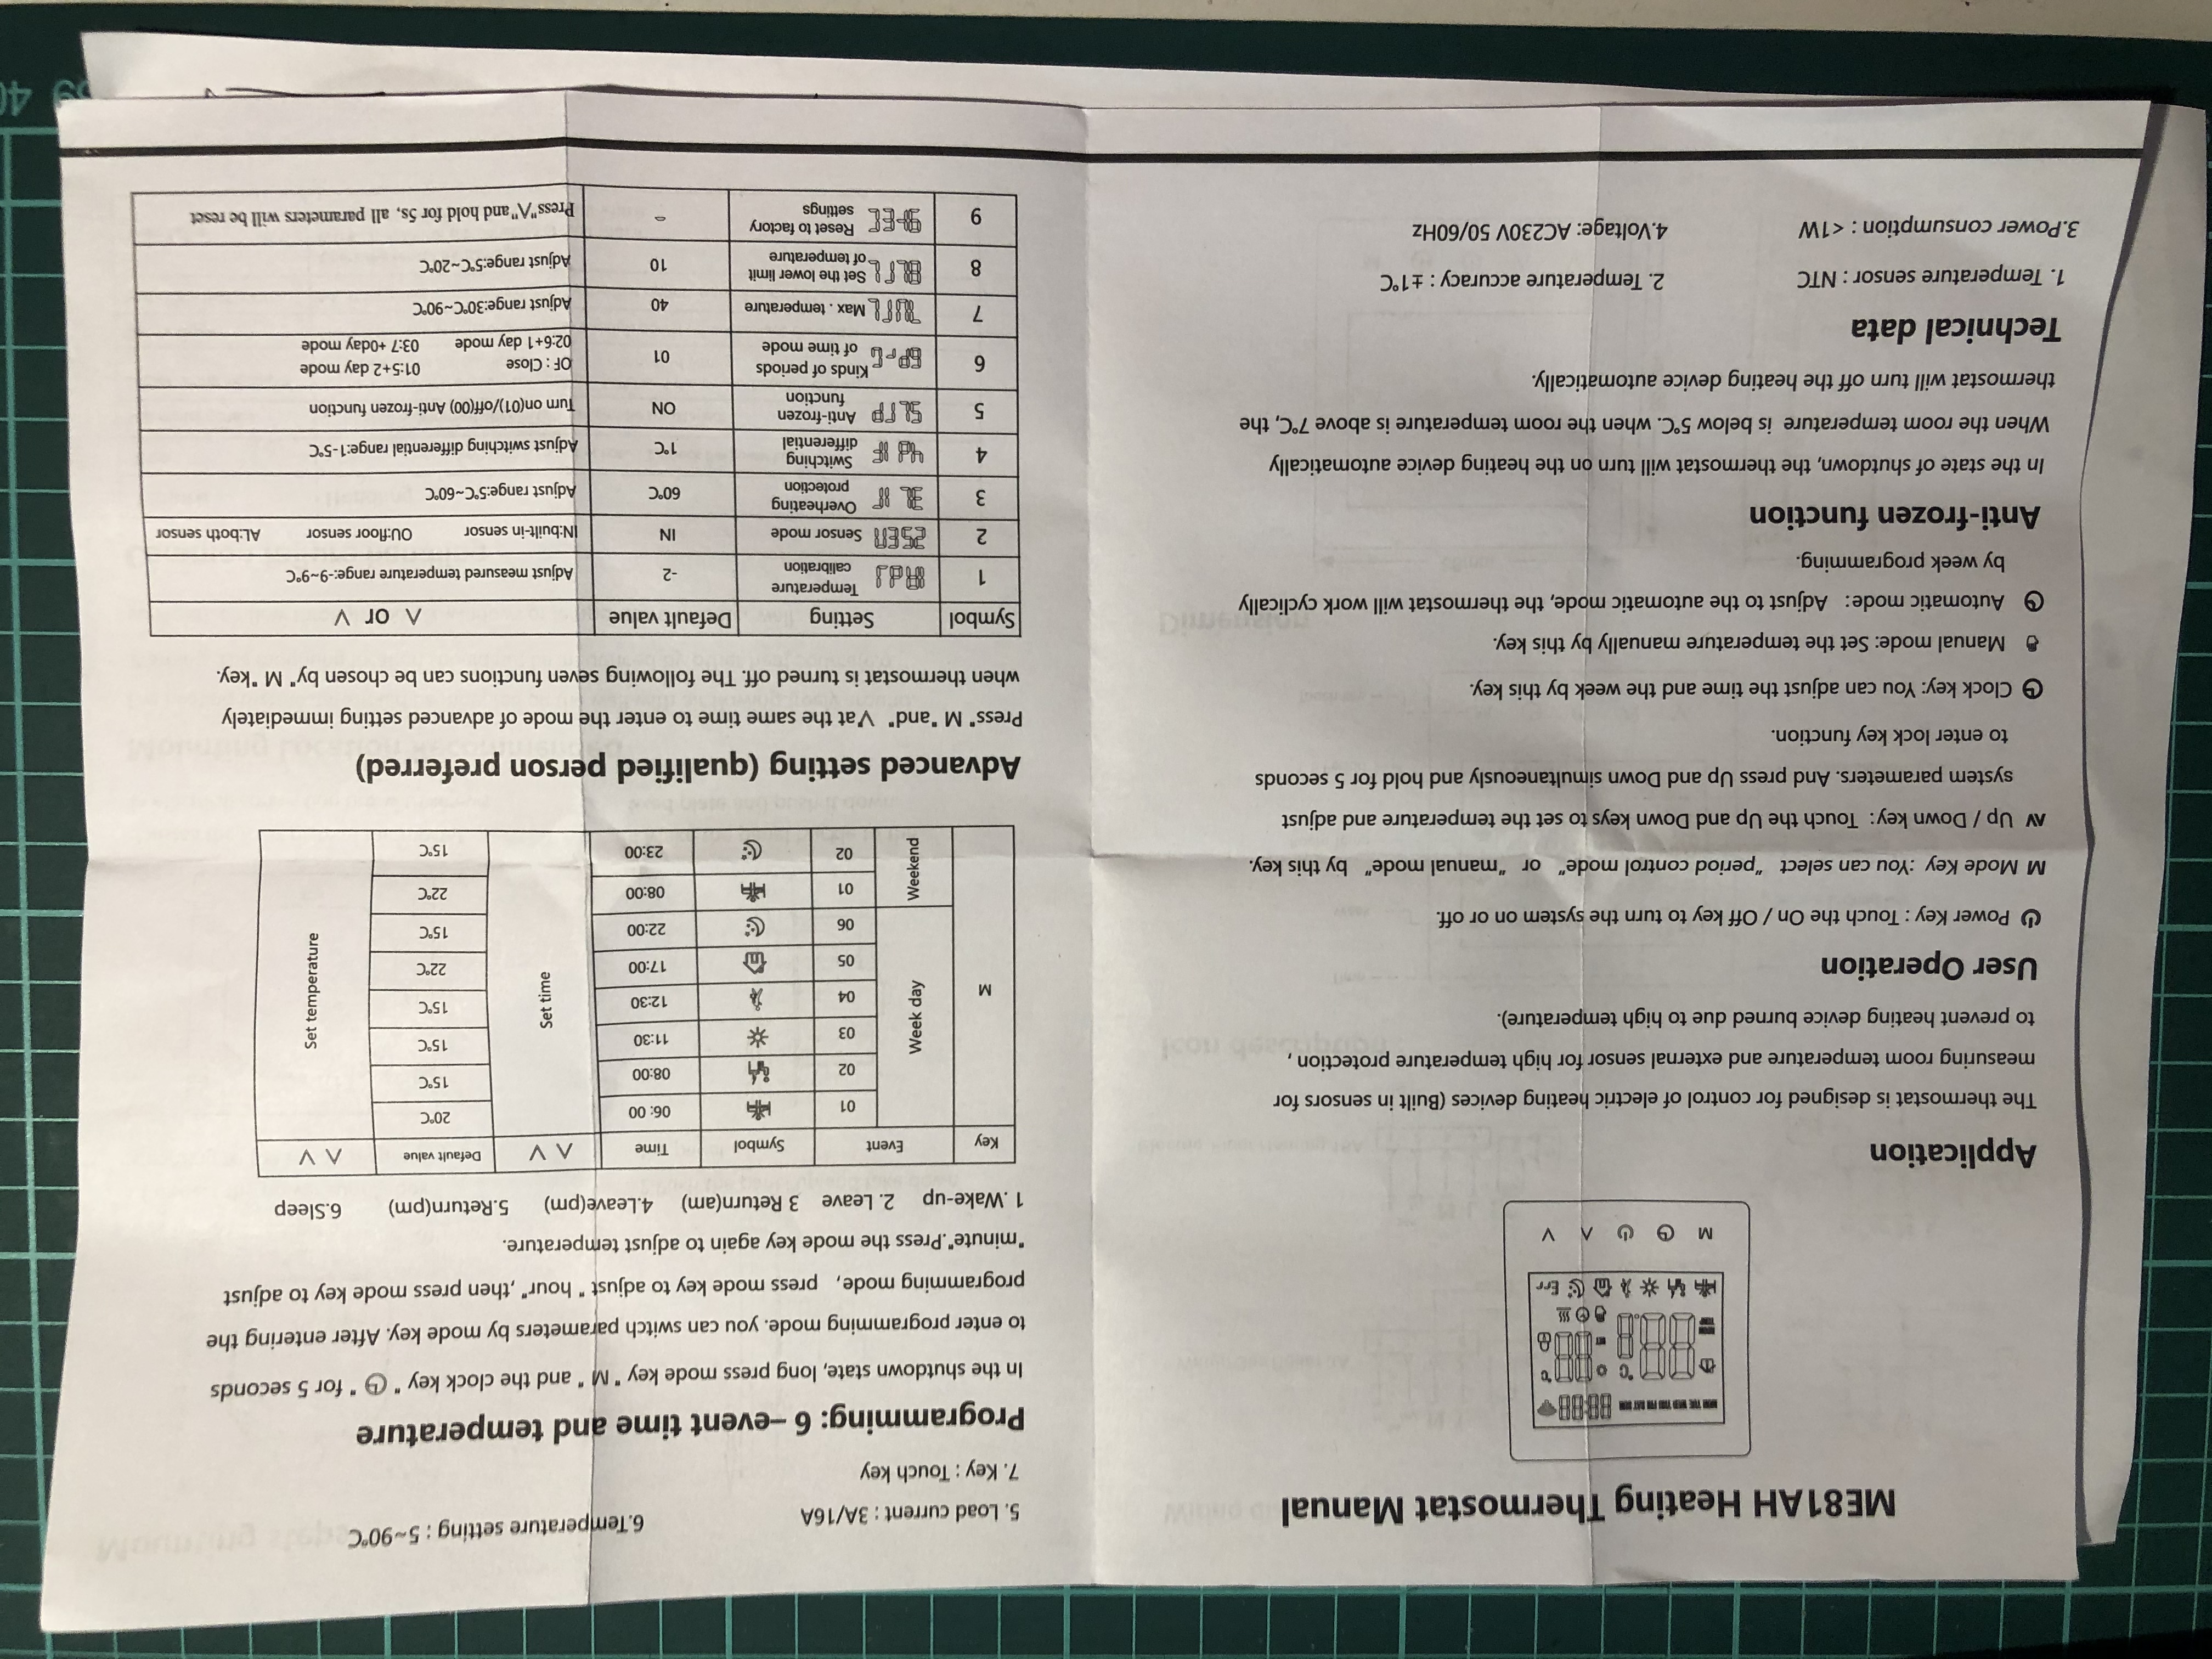 ME81AH Heating Thermostat Manual
°C
°C
Err
M
Application
The thermostat is designed for control of electric heating devices (Built in sensors for
measuring room temperature and external sensor for high temperature protection ,
to prevent heating device burned due to high temperature).
User Operation
Power Key : Touch the On / Off key to turn the system on or off.
M Mode Key :You can select "period control mode" or "manual mode" by this key.
Up / Down key : Touch the Up and Down keys to set the temperature and adjust
system parameters. And press Up and Down simultaneously and hold for 5 seconds
to enter lock key function.
Clock key: You can adjust the time and the week by this key.
Manual mode: Set the temperature manually by this key.
Automatic mode: Adjust to the automatic mode, the thermostat will work cyclically
by week programming.
Anti-frozen function
In the state of shutdown, the thermostat will turn on the heating device automatically
When the room temperature is below 5℃. when the room temperature is above 7℃, the
thermostat will turn off the heating device automatically.
Technical data
1. Temperature sensor : NTC 2. Temperature accuracy : ±1℃
3.Power consumption : <1W 4.Voltage: AC230V 50/60Hz
5. Load current : 3A/16A 6.Temperature setting : 5~90℃
7. Key : Touch key
Programming: 6 –event time and temperature
In the shutdown state, long press mode key " M " and the clock key " " for 5 seconds
to enter programming mode. you can switch parameters by mode key. After entering the
programming mode, press mode key to adjust " hour" ,then press mode key to adjust
"minute".Press the mode key again to adjust temperature.
1 .Wake-up 2. Leave 3 Return(am) 4.Leave(pm) 5.Return(pm) 6.Sleep
Key Event Symbol Time ∧ ∨ Default value ∧ ∨
M Week day 01 06: 00 Set time 20℃ Set temperature
02 08:00 15℃
03 11:30 15℃
04 12:30 15℃
05 17:00 22℃
06 22:00 15℃
Weekend 01 08:00 22℃
02 23:00 15℃
Advanced setting (qualified person preferred)
Press" M "and" ∨at the same time to enter the mode of advanced setting immediately
when thermostat is turned off. The following seven functions can be chosen by" M "key.
Symbol Setting Default value ∧ or ∨
1 1AdJ Temperature calibration -2 Adjust measured temperature range:-9~9℃
2 2SEn Sensor mode IN IN:built-in sensor OU:floor sensor AL:both sensor
3 Overheating protection 60℃ Adjust range:5℃~60℃
4 Switching differential 1℃ Adjust switching differential range:1-5℃
5 5LTP Anti-frozen function ON Turn on(01)/off(00) Anti-frozen function
6 6PrG Kinds of periods of time mode 01 OF : Close 01:5+2 day mode
02:6+1 day mode 03:7 +0day mode
7 Max . temperature 40 Adjust range:30℃~90℃
8 Set the lower limit of temperature 10 Adjust range:5℃~20℃
9 Reset to factory settings Press"∧"and hold for 5s, all parameters will be reset